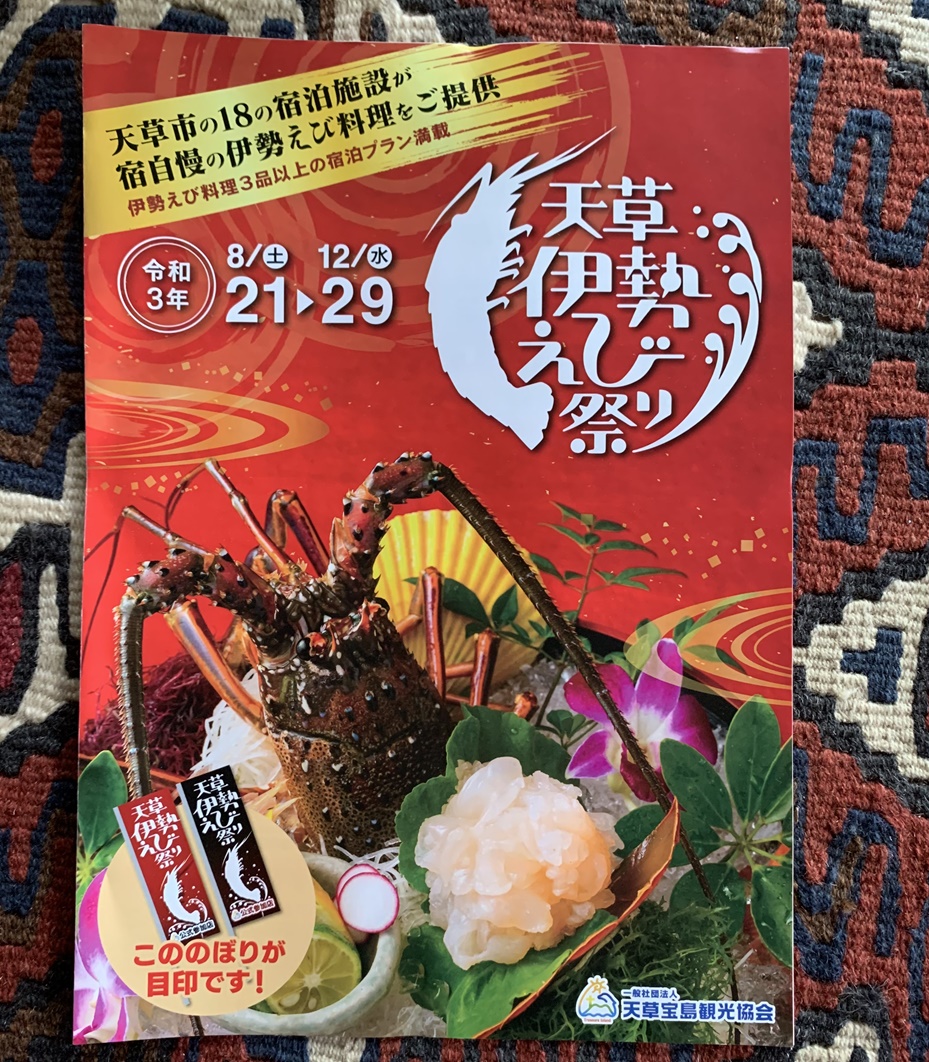 天草市の18の宿泊施設が
宿自慢の伊勢えび料理をご提供
伊勢えび料理3品以上の宿泊プラン満載
令和
3年
8/土 12/水
21▶29
天草
伊勢
えび
祭り
天草
伊勢
えび
祭り
公式参加店
天草
伊勢
えび
祭り
公式参加店
こののぼりが
目印です!
一般社団法人
天草宝島観光協会